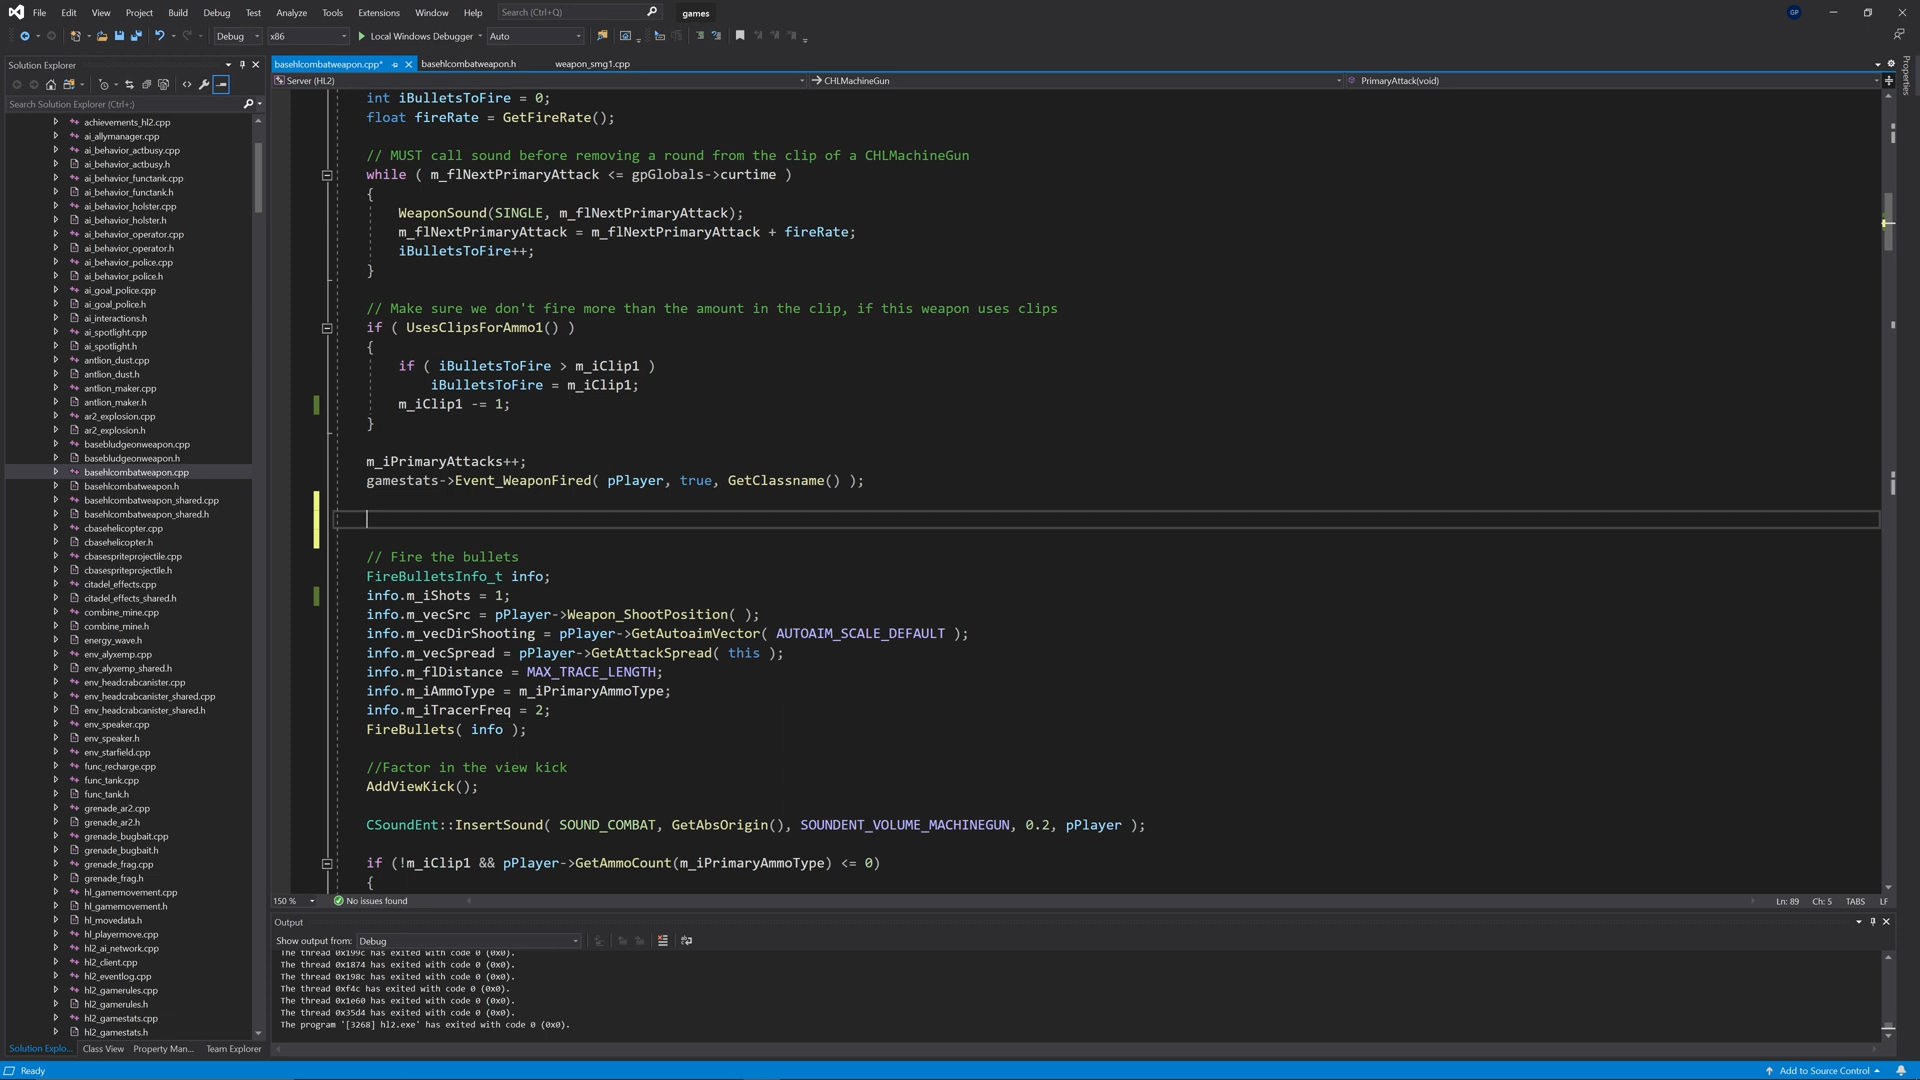 File Edit View Project Build Debug Test Analyze Tools Extensions Window Help Search (Ctrl+Q) games GP
Debug x86 Local Windows Debugger Auto
Solution Explorer
Search Solution Explorer (Ctrl+;)
achievements_hl2.cpp
ai_allymanager.cpp
ai_behavior_actbusy.cpp
ai_behavior_actbusy.h
ai_behavior_functank.cpp
ai_behavior_functank.h
ai_behavior_holster.cpp
ai_behavior_holster.h
ai_behavior_operator.cpp
ai_behavior_operator.h
ai_behavior_police.cpp
ai_behavior_police.h
ai_goal_police.cpp
ai_goal_police.h
ai_interactions.h
ai_spotlight.cpp
ai_spotlight.h
antlion_dust.cpp
antlion_dust.h
antlion_maker.cpp
antlion_maker.h
ar2_explosion.cpp
ar2_explosion.h
basebludgeonweapon.cpp
basebludgeonweapon.h
basehlcombatweapon.cpp
basehlcombatweapon.h
basehlcombatweapon_shared.cpp
basehlcombatweapon_shared.h
cbasehelicopter.cpp
cbasehelicopter.h
cbasespriteprojectile.cpp
cbasespriteprojectile.h
citadel_effects.cpp
citadel_effects_shared.h
combine_mine.cpp
combine_mine.h
energy_wave.h
env_alyxemp.cpp
env_alyxemp_shared.h
env_headcrabcanister.cpp
env_headcrabcanister_shared.cpp
env_headcrabcanister_shared.h
env_speaker.cpp
env_speaker.h
env_starfield.cpp
func_recharge.cpp
func_tank.cpp
func_tank.h
grenade_ar2.cpp
grenade_ar2.h
grenade_bugbait.cpp
grenade_bugbait.h
grenade_frag.cpp
grenade_frag.h
hl_gamemovement.cpp
hl_gamemovement.h
hl_movedata.h
hl_playermove.cpp
hl2_ai_network.cpp
hl2_client.cpp
hl2_eventlog.cpp
hl2_gamerules.cpp
hl2_gamerules.h
hl2_gamestats.cpp
hl2_gamestats.h
Solution Explo... Class View Property Man... Team Explorer
basehlcombatweapon.cpp* basehlcombatweapon.h weapon_smg1.cpp
Server (HL2) CHLMachineGun PrimaryAttack(void)
int iBulletsToFire = 0;
float fireRate = GetFireRate();
// MUST call sound before removing a round from the clip of a CHLMachineGun
while ( m_flNextPrimaryAttack <= gpGlobals->curtime )
{
WeaponSound(SINGLE, m_flNextPrimaryAttack);
m_flNextPrimaryAttack = m_flNextPrimaryAttack + fireRate;
iBulletsToFire++;
}
// Make sure we don't fire more than the amount in the clip, if this weapon uses clips
if ( UsesClipsForAmmo1() )
{
if ( iBulletsToFire > m_iClip1 )
iBulletsToFire = m_iClip1;
m_iClip1 -= 1;
}
m_iPrimaryAttacks++;
gamestats->Event_WeaponFired( pPlayer, true, GetClassname() );
// Fire the bullets
FireBulletsInfo_t info;
info.m_iShots = 1;
info.m_vecSrc = pPlayer->Weapon_ShootPosition( );
info.m_vecDirShooting = pPlayer->GetAutoaimVector( AUTOAIM_SCALE_DEFAULT );
info.m_vecSpread = pPlayer->GetAttackSpread( this );
info.m_flDistance = MAX_TRACE_LENGTH;
info.m_iAmmoType = m_iPrimaryAmmoType;
info.m_iTracerFreq = 2;
FireBullets( info );
//Factor in the view kick
AddViewKick();
CSoundEnt::InsertSound( SOUND_COMBAT, GetAbsOrigin(), SOUNDENT_VOLUME_MACHINEGUN, 0.2, pPlayer );
if (!m_iClip1 && pPlayer->GetAmmoCount(m_iPrimaryAmmoType) <= 0)
{
150 % No issues found Ln: 89 Ch: 5 TABS LF
Output
Show output from: Debug
The thread 0x199c has exited with code 0 (0x0).
The thread 0x1874 has exited with code 0 (0x0).
The thread 0x198c has exited with code 0 (0x0).
The thread 0xf4c has exited with code 0 (0x0).
The thread 0x1e60 has exited with code 0 (0x0).
The thread 0x35d4 has exited with code 0 (0x0).
The program '[3268] hl2.exe' has exited with code 0 (0x0).
Properties
Ready Add to Source Control